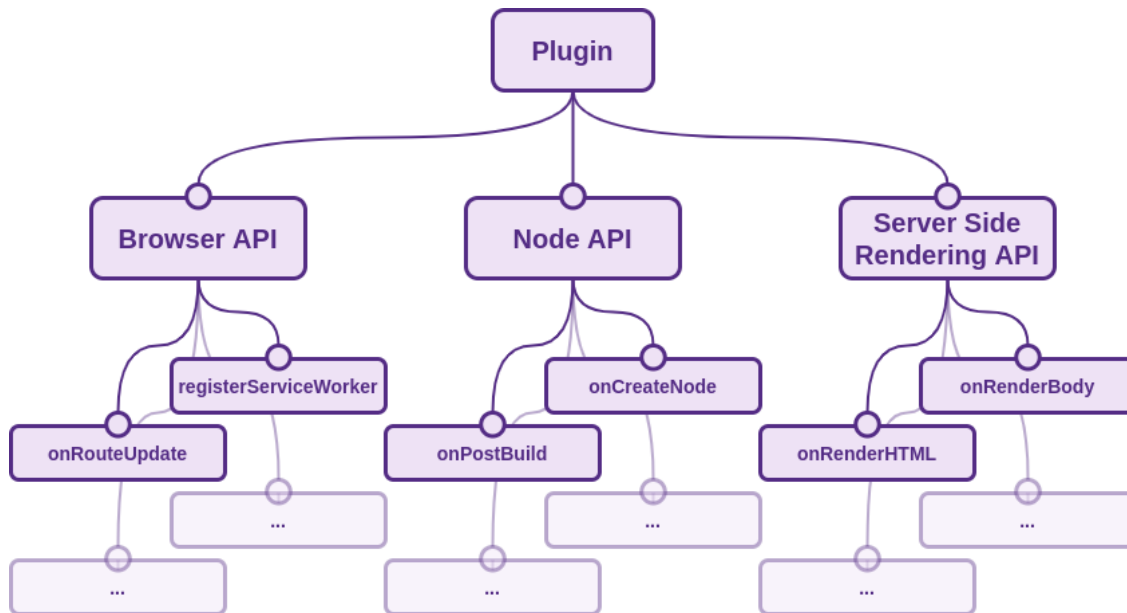 Plugin
Browser API
Node API
Server Side
Rendering API
registerServiceWorker
onCreateNode
onRenderBody
onRouteUpdate
onPostBuild
onRenderHTML
...
...
...
...
...
...